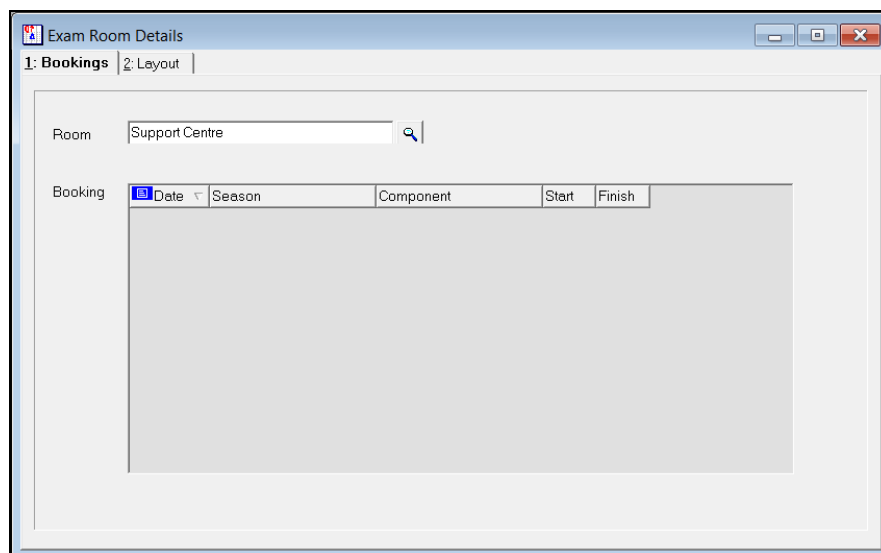 Exam Room Details
1: Bookings 2: Layout
Room Support Centre
Booking Date Season Component Start Finish